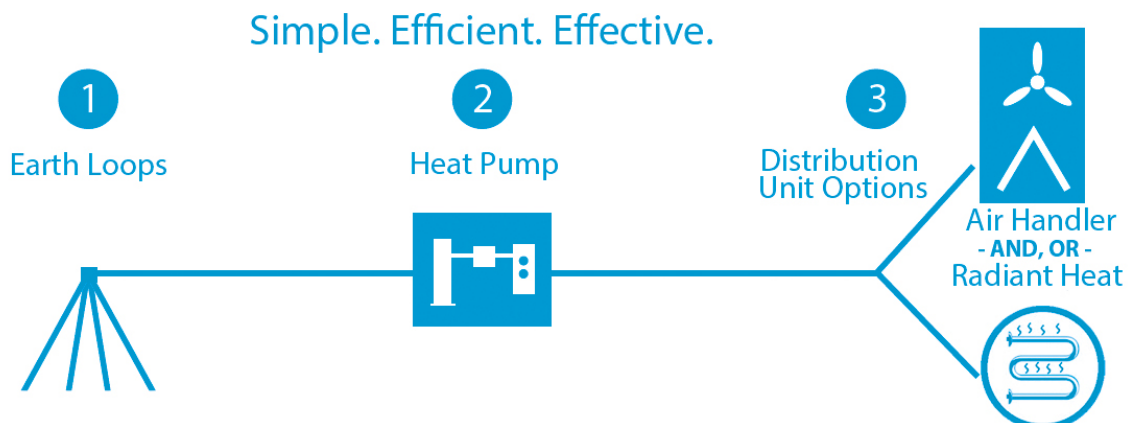 Simple. Efficient. Effective.
1
Earth Loops
2
Heat Pump
3
Distribution
Unit Options
Air Handler
- AND, OR -
Radiant Heat